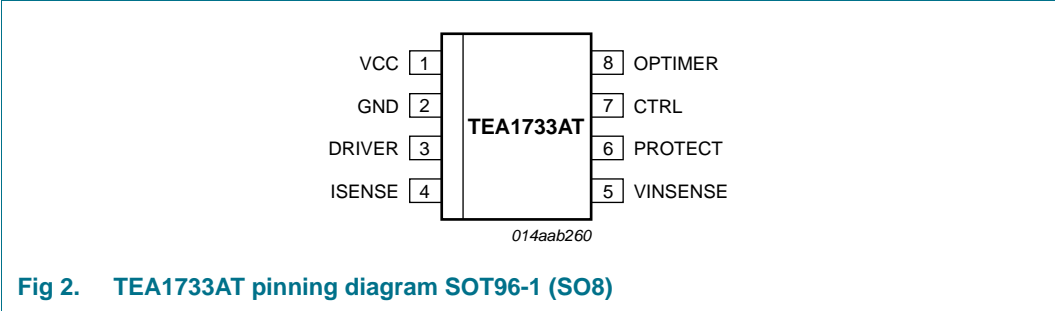 VCC 1 8 OPTIMER
GND 2 7 CTRL
TEA1733AT
DRIVER 3 6 PROTECT
ISENSE 4 5 VINSENSE
014aab260
Fig 2. TEA1733AT pinning diagram SOT96-1 (SO8)